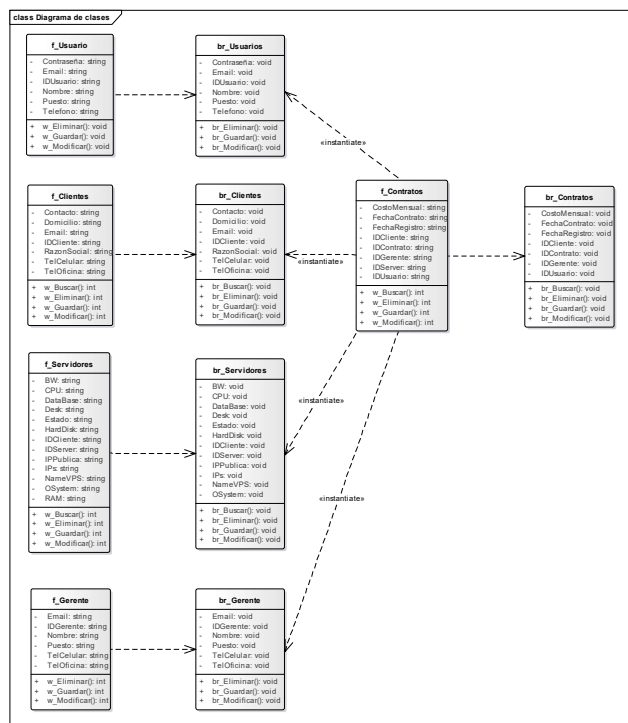 class Diagrama de clases
f_Usuario
- Contraseña: string
- Email: string
- IDUsuario: string
- Nombre: string
- Puesto: string
- Telefono: string
+ w_Eliminar(): void
+ w_Guardar(): void
+ w_Modificar(): void
br_Usuarios
- Contraseña: void
- Email: void
- IDUsuario: void
- Nombre: void
- Puesto: void
- Telefono: void
+ br_Eliminar(): void
+ br_Guardar(): void
+ br_Modificar(): void
«instantiate»
f_Clientes
- Contacto: string
- Domicilio: string
- Email: string
- IDCliente: string
- RazonSocial: string
- TelCelular: string
- TelOficina: string
+ w_Buscar(): int
+ w_Eliminar(): int
+ w_Guardar(): int
+ w_Modificar(): int
br_Clientes
- Contacto: void
- Domicilio: void
- Email: void
- IDCliente: void
- RazonSocial: void
- TelCelular: void
- TelOficina: void
+ br_Buscar(): void
+ br_Eliminar(): void
+ br_Guardar(): void
+ br_Modificar(): void
«instantiate»
f_Contratos
- CostoMensual: string
- FechaContrato: string
- FechaRegistro: string
- IDCliente: string
- IDContrato: string
- IDGerente: string
- IDServer: string
- IDUsuario: string
+ w_Buscar(): int
+ w_Eliminar(): int
+ w_Guardar(): int
+ w_Modificar(): int
br_Contratos
- CostoMensual: void
- FechaContrato: void
- FechaRegistro: void
- IDCliente: void
- IDContrato: void
- IDGerente: void
- IDUsuario: void
+ br_Buscar(): void
+ br_Eliminar(): void
+ br_Guardar(): void
+ br_Modificar(): void
f_Servidores
- BW: string
- CPU: string
- DataBase: string
- Desk: string
- Estado: string
- HardDisk: string
- IDCliente: string
- IDServer: string
- IPPublica: string
- IPs: string
- NameVPS: string
- OSystem: string
- RAM: string
+ w_Buscar(): int
+ w_Eliminar(): int
+ w_Guardar(): int
+ w_Modificar(): int
br_Servidores
- BW: void
- CPU: void
- DataBase: void
- Desk: void
- Estado: void
- HardDisk: void
- IDCliente: void
- IDServer: void
- IPPublica: void
- IPs: void
- NameVPS: void
- OSystem: void
+ br_Buscar(): void
+ br_Eliminar(): void
+ br_Guardar(): void
+ br_Modificar(): void
«instantiate»
«instantiate»
f_Gerente
- Email: string
- IDGerente: string
- Nombre: string
- Puesto: string
- TelCelular: string
- TelOficina: string
+ w_Eliminar(): int
+ w_Guardar(): int
+ w_Modificar(): int
br_Gerente
- Email: void
- IDGerente: void
- Nombre: void
- Puesto: void
- TelCelular: void
- TelOficina: void
+ br_Eliminar(): void
+ br_Guardar(): void
+ br_Modificar(): void